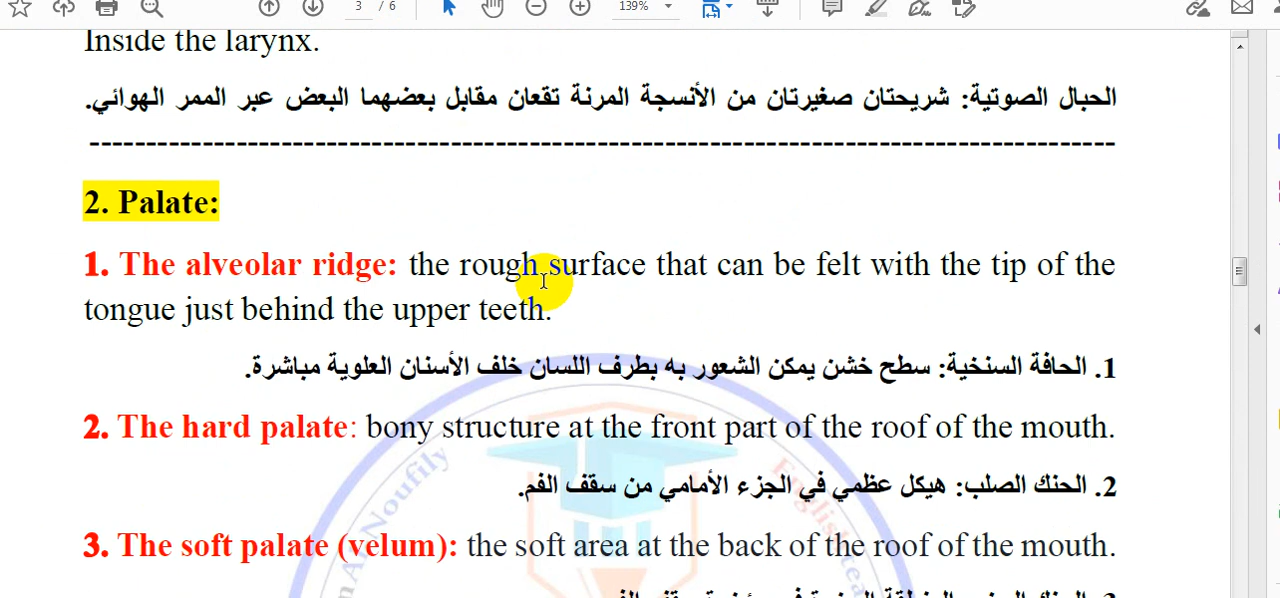 3 / 6
139%
Inside the larynx.
الحبال الصوتية: شريحتان صغيرتان من الأنسجة المرنة تقعان مقابل بعضهما البعض عبر الممر الهوائي.
--------------------------------------------------------------------------------------------
2. Palate:
1. The alveolar ridge: the rough surface that can be felt with the tip of the
tongue just behind the upper teeth.
1. الحافة السنخية: سطح خشن يمكن الشعور به بطرف اللسان خلف الأسنان العلوية مباشرة.
2. The hard palate: bony structure at the front part of the roof of the mouth.
2. الحنك الصلب: هيكل عظمي في الجزء الأمامي من سقف الفم.
3. The soft palate (velum): the soft area at the back of the roof of the mouth.
Al Noufily
English